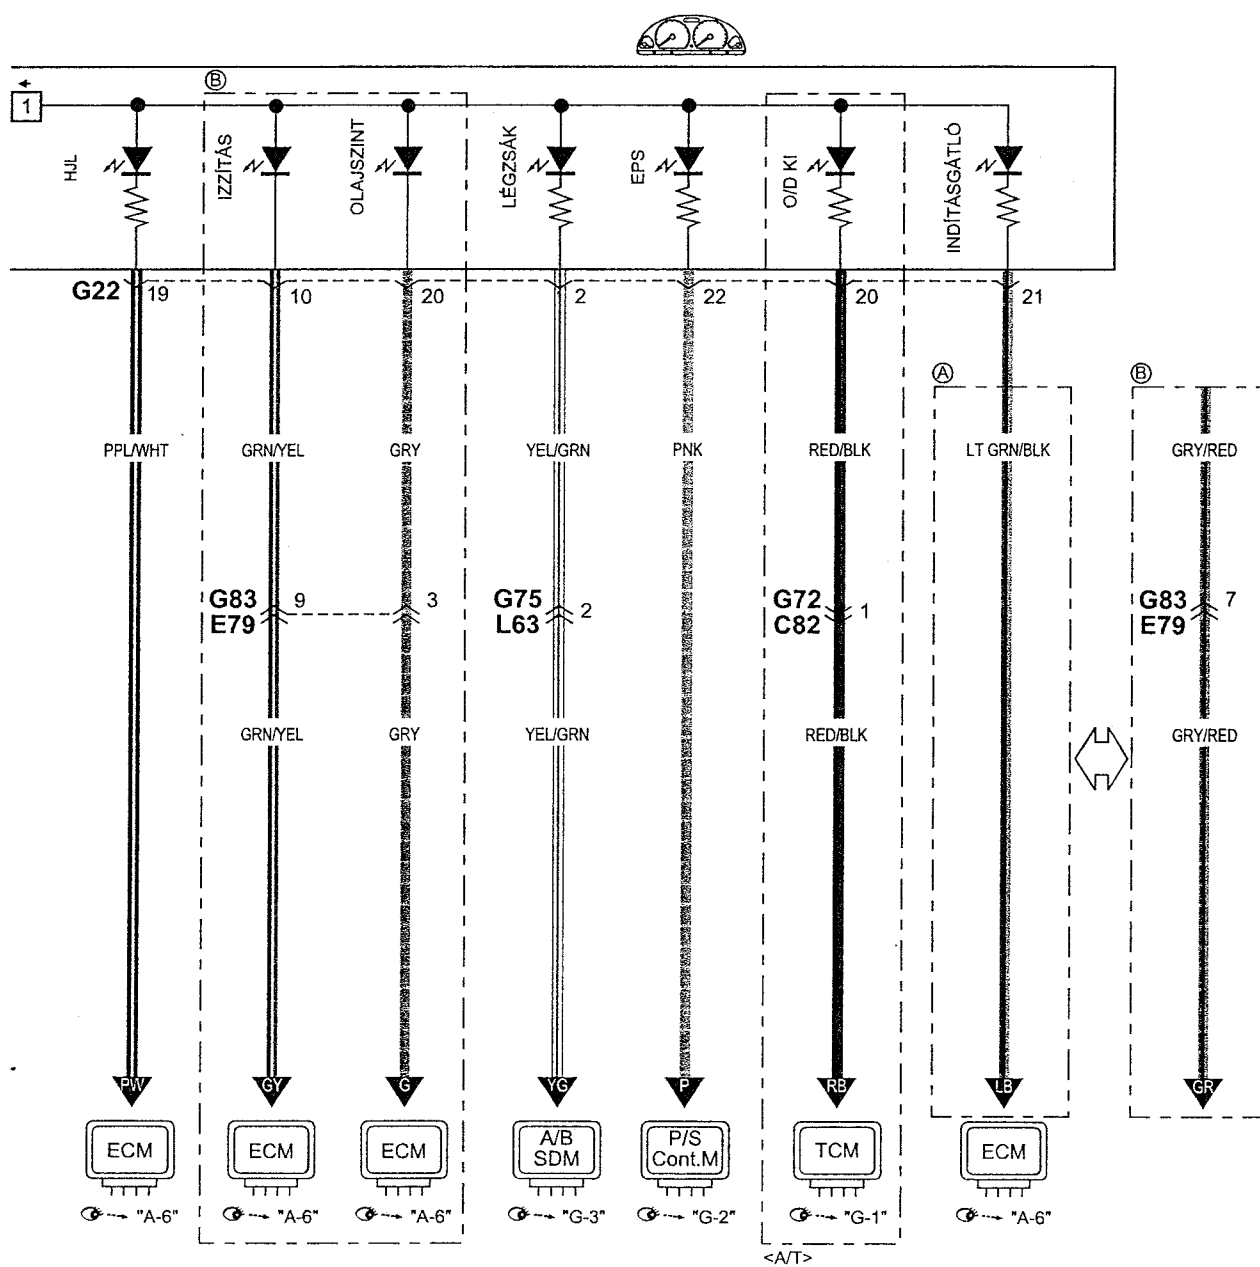 B
1
HJL
IZZÍTÁS
OLAJSZINT
LÉGZSÁK
EPS
O/D KI
INDÍTÁSGÁTLÓ
G22 19 10 20 2 22 20 21
A B
PPL/WHT GRN/YEL GRY YEL/GRN PNK RED/BLK LT GRN/BLK GRY/RED
G83 9 3 G75 G72 G83 7
E79 L63 2 C82 1 E79
GRN/YEL GRY YEL/GRN RED/BLK GRY/RED
PW GY G YG P RB LB GR
ECM ECM ECM A/B SDM P/S Cont.M TCM ECM
"A-6" "A-6" "A-6" "G-3" "G-2" "G-1" "A-6"
<A/T>